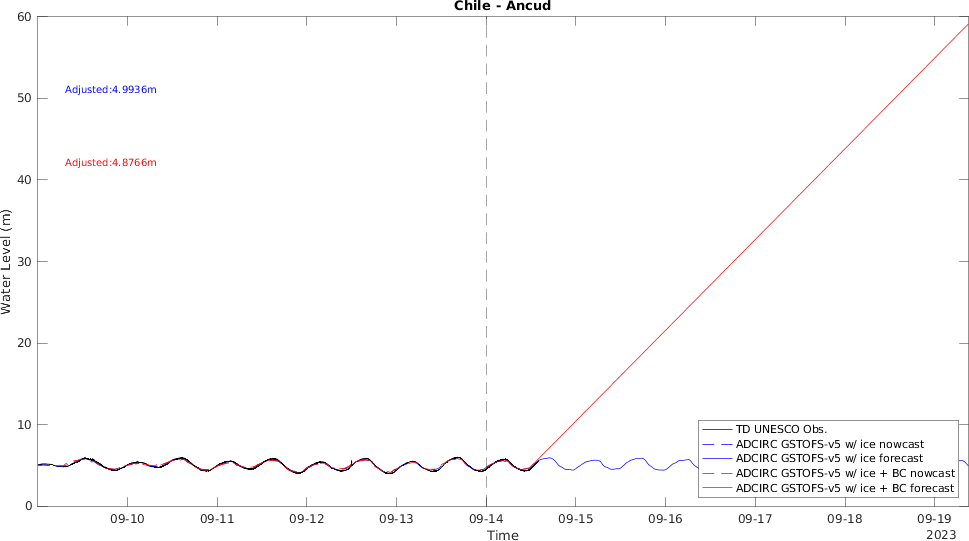 Chile - Ancud
60
50
40
30
20
10
0
Water Level (m)
Adjusted:4.9936m
Adjusted:4.8766m
TD UNESCO Obs.
ADCIRC GSTOFS-v5 w/ ice nowcast
ADCIRC GSTOFS-v5 w/ ice forecast
ADCIRC GSTOFS-v5 w/ ice + BC nowcast
ADCIRC GSTOFS-v5 w/ ice + BC forecast
09-10 09-11 09-12 09-13 09-14 09-15 09-16 09-17 09-18 09-19
Time
2023